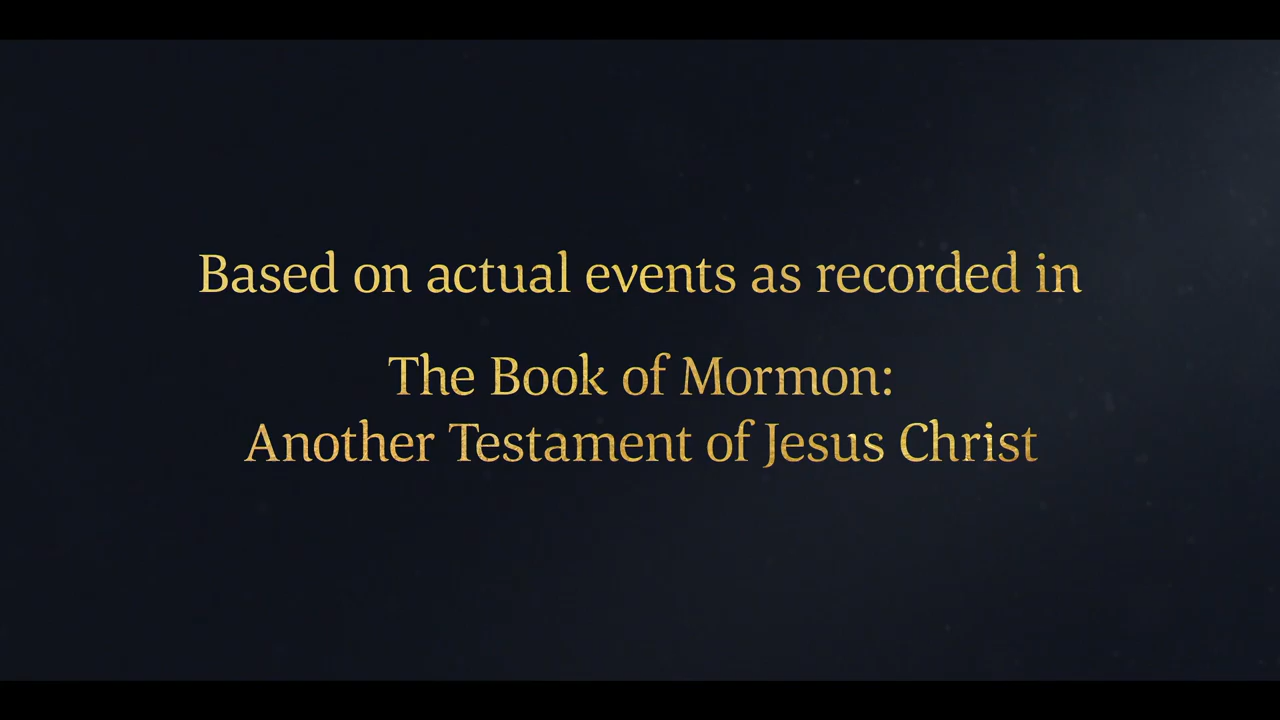 Based on actual events as recorded in
The Book of Mormon:
Another Testament of Jesus Christ